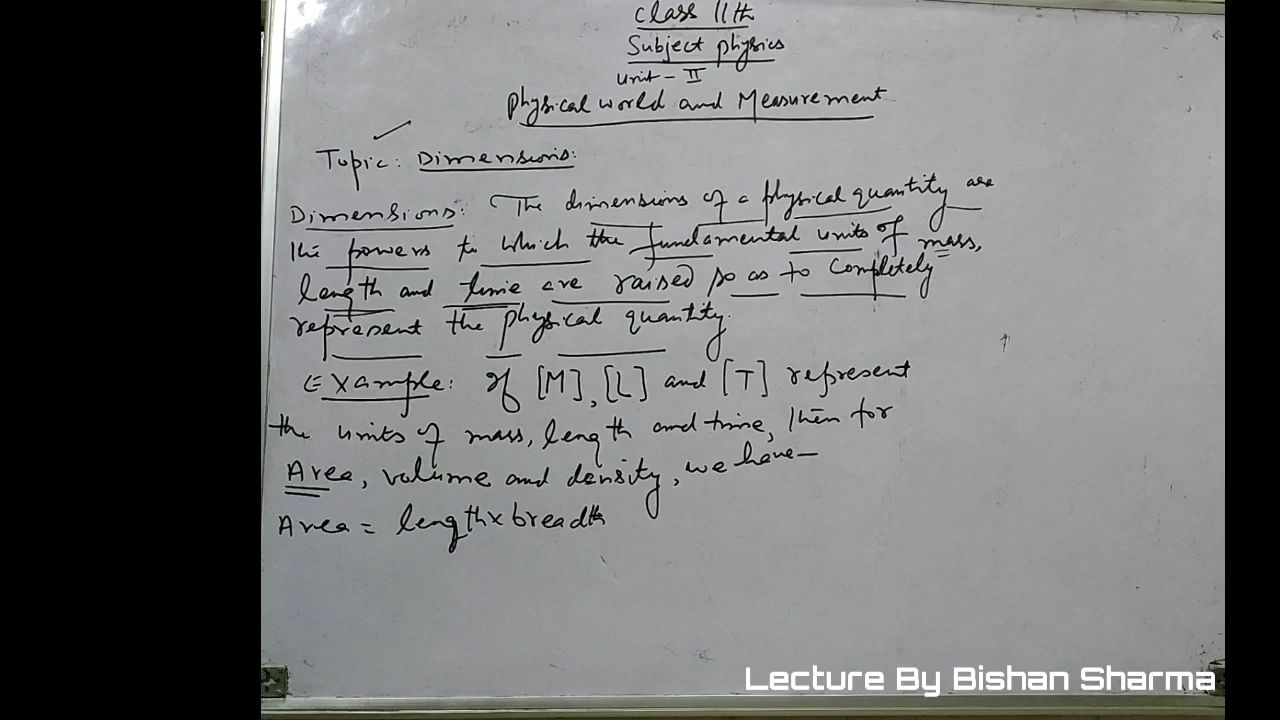 Class 11th
Subject physics
Unit - II
Physical world and Measurement
Topic: Dimensions:
Dimensions: The dimensions of a physical quantity are
the powers to which the fundamental units of mass,
length and time are raised so as to completely
represent the physical quantity.
Example: If [M], [L] and [T] represent
the units of mass, length and time, then for
Area, volume and density, we have—
Area = length×breadth
Lecture By Bishan Sharma